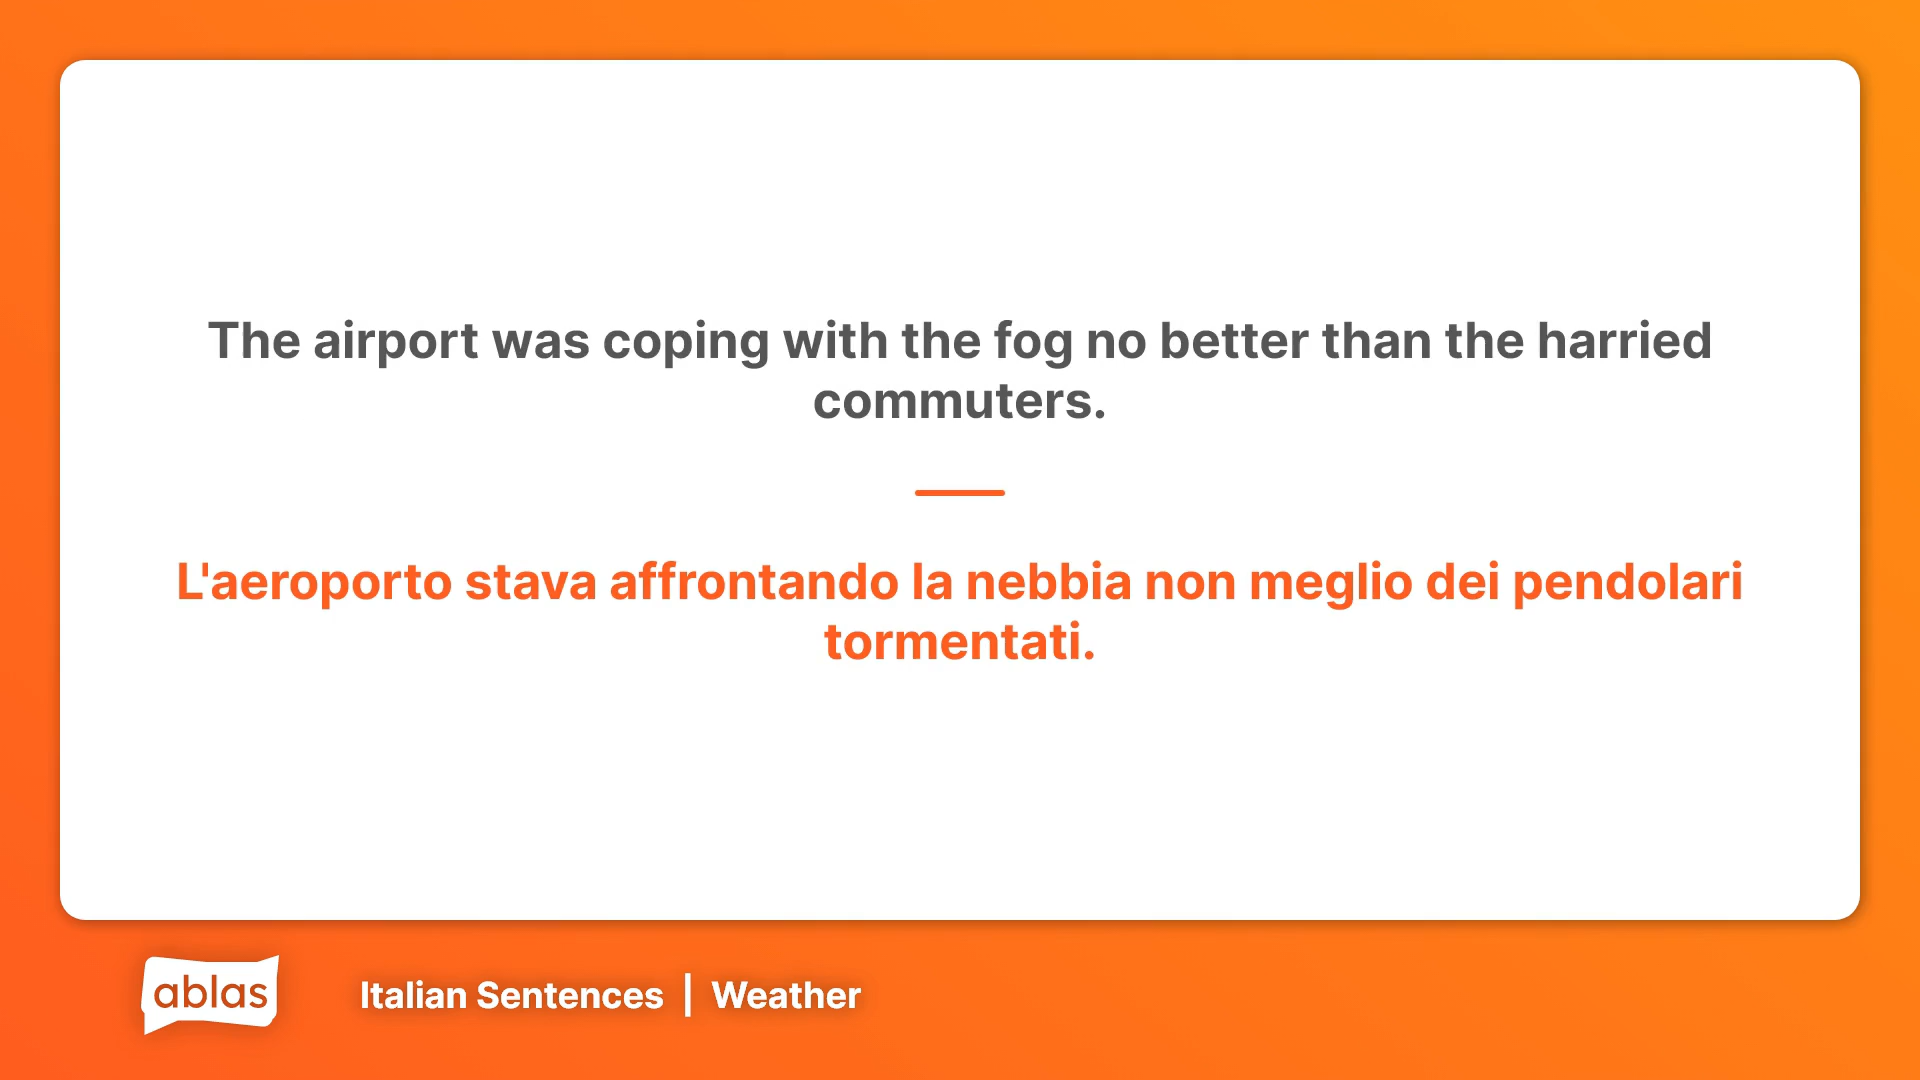 The airport was coping with the fog no better than the harried
commuters.
L'aeroporto stava affrontando la nebbia non meglio dei pendolari
tormentati.
ablas
Italian Sentences | Weather